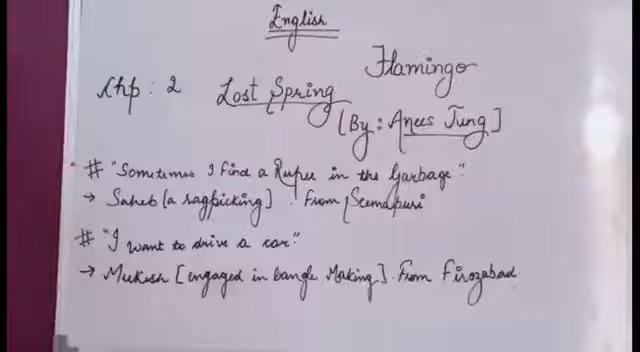 English
Flamingo
Chp : 2 Lost Spring
[By : Anees Jung]
# "Sometimes I find a Rupee in the Garbage".
→ Saheb (a ragpicking] . From Seemapuri
# "I want to drive a car".
→ Mukesh [engaged in bangle Making]. From Firozabad